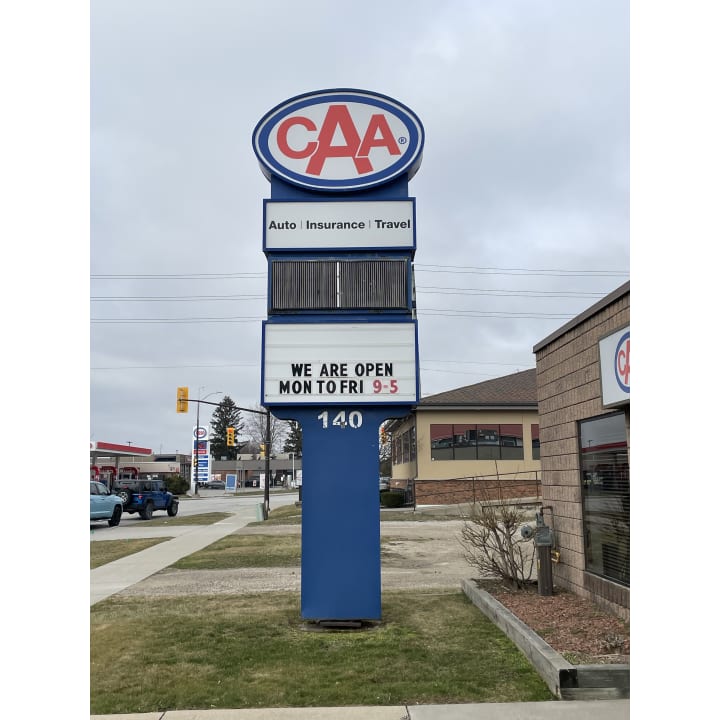 CAA®
Auto | Insurance | Travel
WE ARE OPEN
MON TO FRI 9-5
140